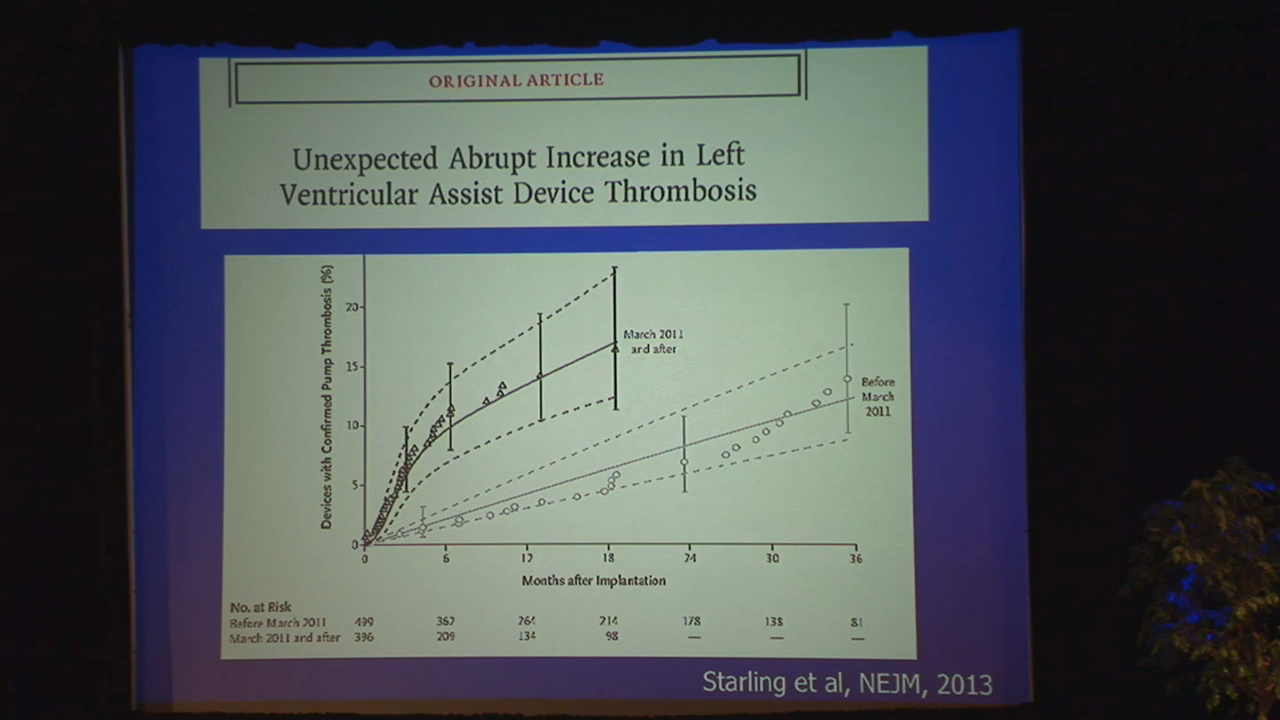 ORIGINAL ARTICLE
Unexpected Abrupt Increase in Left
Ventricular Assist Device Thrombosis
Devices with Confirmed Pump Thrombosis (%)
20
15
10
5
0
March 2011
and after
Before
March
2011
0 6 12 18 24 30 36
Months after Implantation
No. at Risk
Before March 2011 499 362 264 214 178 138 81
March 2011 and after 396 209 134 98 — — —
Starling et al, NEJM, 2013